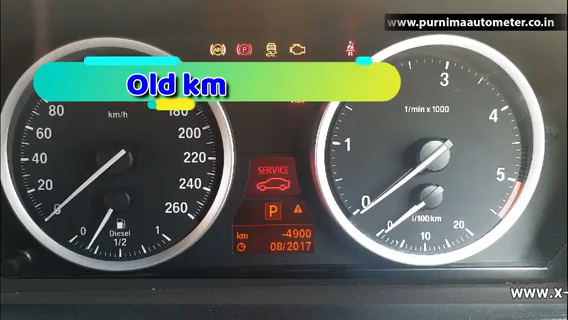 www.purnimaautometer.co.in
Old km
ABS
P
80
180
60
200
40
220
20
240
0
260
km/h
0
1/2
1
Diesel
SERVICE
P
km -4900
08/2017
1/min x 1000
0
1
3
4
5
0
10
20
l/100 km
www.x-